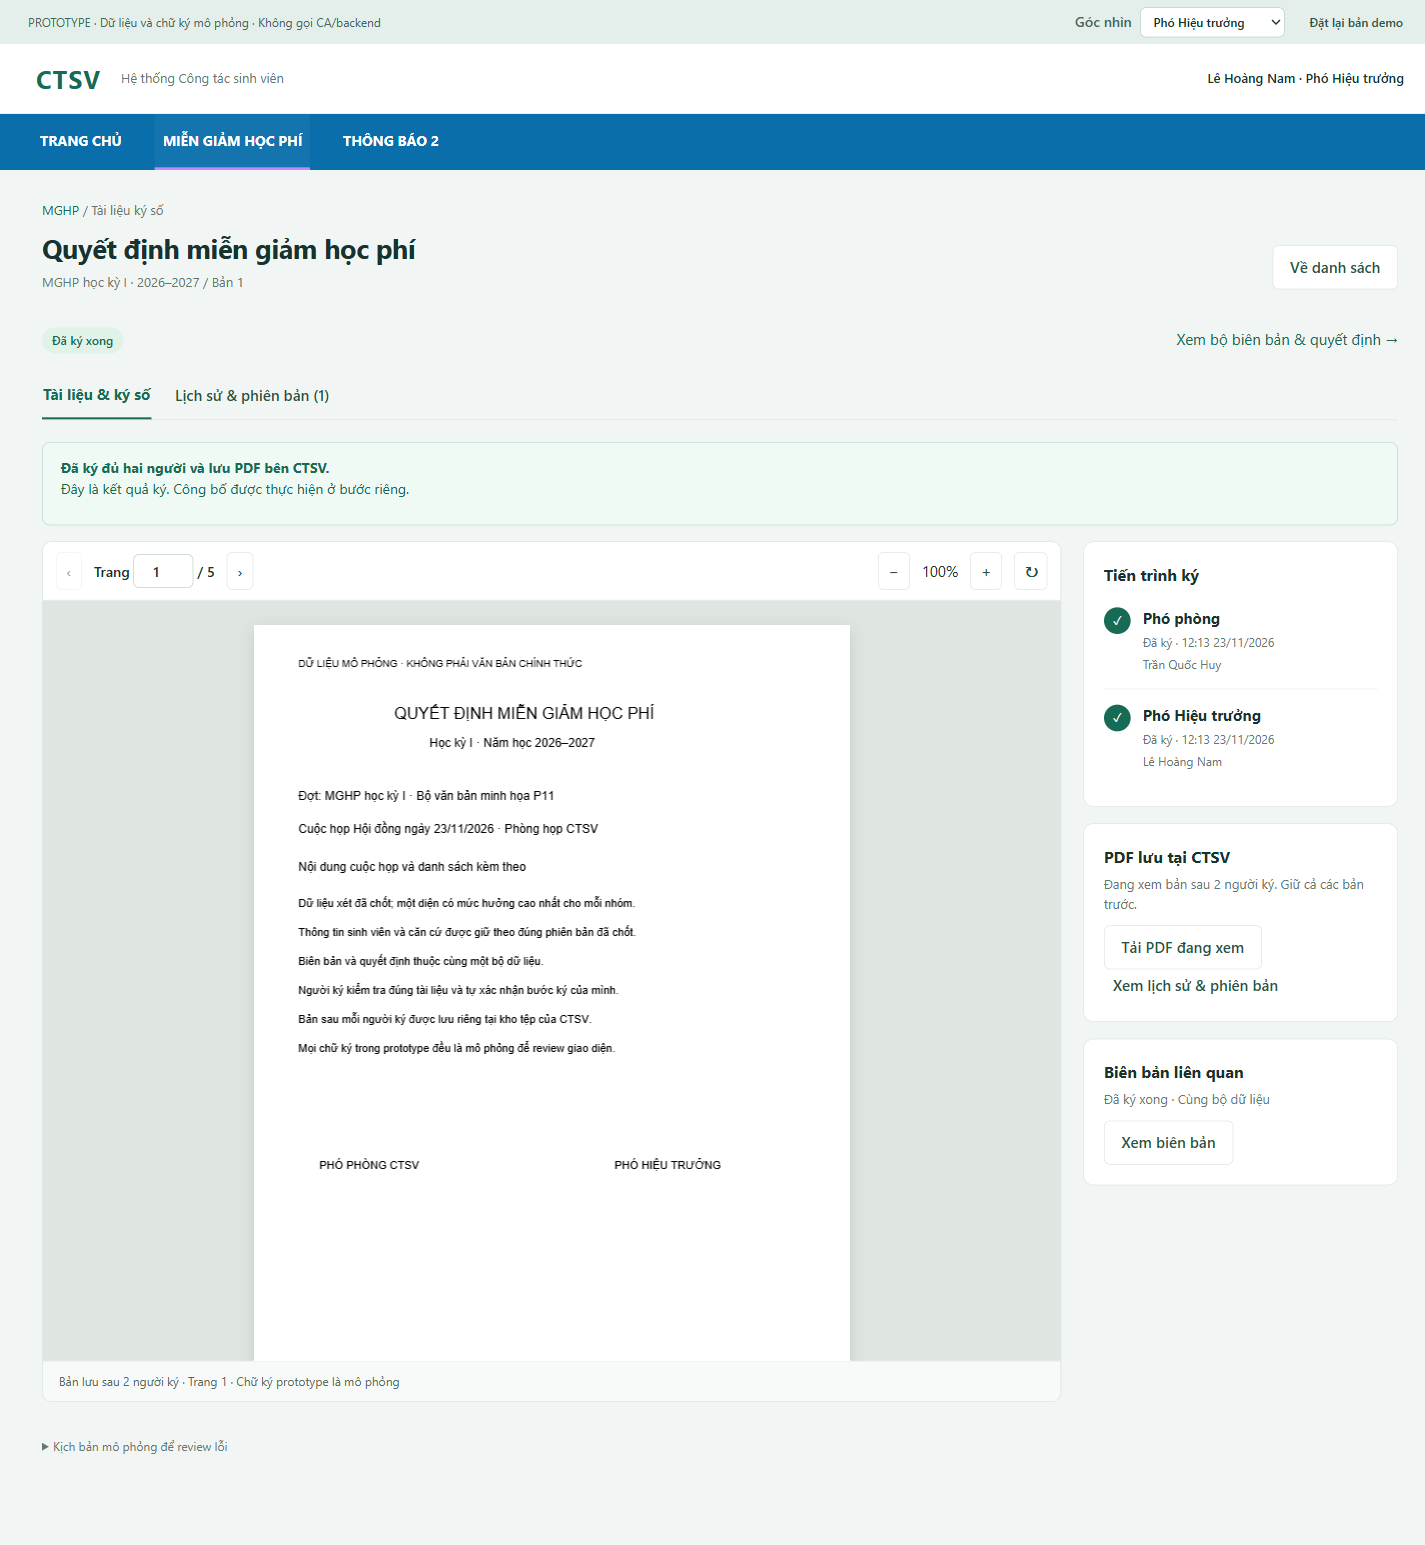 PROTOTYPE · Dữ liệu và chữ ký mô phỏng · Không gọi CA/backend
Góc nhìn
Phó Hiệu trưởng
Đặt lại bản demo
CTSV
Hệ thống Công tác sinh viên
Lê Hoàng Nam · Phó Hiệu trưởng
TRANG CHỦ
MIỄN GIẢM HỌC PHÍ
THÔNG BÁO 2
MGHP / Tài liệu ký số
Quyết định miễn giảm học phí
MGHP học kỳ I · 2026–2027 / Bản 1
Về danh sách
Đã ký xong
Xem bộ biên bản & quyết định →
Tài liệu & ký số
Lịch sử & phiên bản (1)
Đã ký đủ hai người và lưu PDF bên CTSV.
Đây là kết quả ký. Công bố được thực hiện ở bước riêng.
‹ Trang 1 / 5 ›
− 100% + ↻
DỮ LIỆU MÔ PHỎNG · KHÔNG PHẢI VĂN BẢN CHÍNH THỨC
QUYẾT ĐỊNH MIỄN GIẢM HỌC PHÍ
Học kỳ I · Năm học 2026–2027
Đợt: MGHP học kỳ I · Bộ văn bản minh họa P11
Cuộc họp Hội đồng ngày 23/11/2026 · Phòng họp CTSV
Nội dung cuộc họp và danh sách kèm theo
Dữ liệu xét đã chốt; một diện có mức hưởng cao nhất cho mỗi nhóm.
Thông tin sinh viên và căn cứ được giữ theo đúng phiên bản đã chốt.
Biên bản và quyết định thuộc cùng một bộ dữ liệu.
Người ký kiểm tra đúng tài liệu và tự xác nhận bước ký của mình.
Bản sau mỗi người ký được lưu riêng tại kho tệp của CTSV.
Mọi chữ ký trong prototype đều là mô phỏng để review giao diện.
PHÓ PHÒNG CTSV
PHÓ HIỆU TRƯỞNG
Bản lưu sau 2 người ký · Trang 1 · Chữ ký prototype là mô phỏng
Tiến trình ký
✓ Phó phòng
Đã ký · 12:13 23/11/2026
Trần Quốc Huy
✓ Phó Hiệu trưởng
Đã ký · 12:13 23/11/2026
Lê Hoàng Nam
PDF lưu tại CTSV
Đang xem bản sau 2 người ký. Giữ cả các bản
trước.
Tải PDF đang xem
Xem lịch sử & phiên bản
Biên bản liên quan
Đã ký xong · Cùng bộ dữ liệu
Xem biên bản
▶ Kịch bản mô phỏng để review lỗi